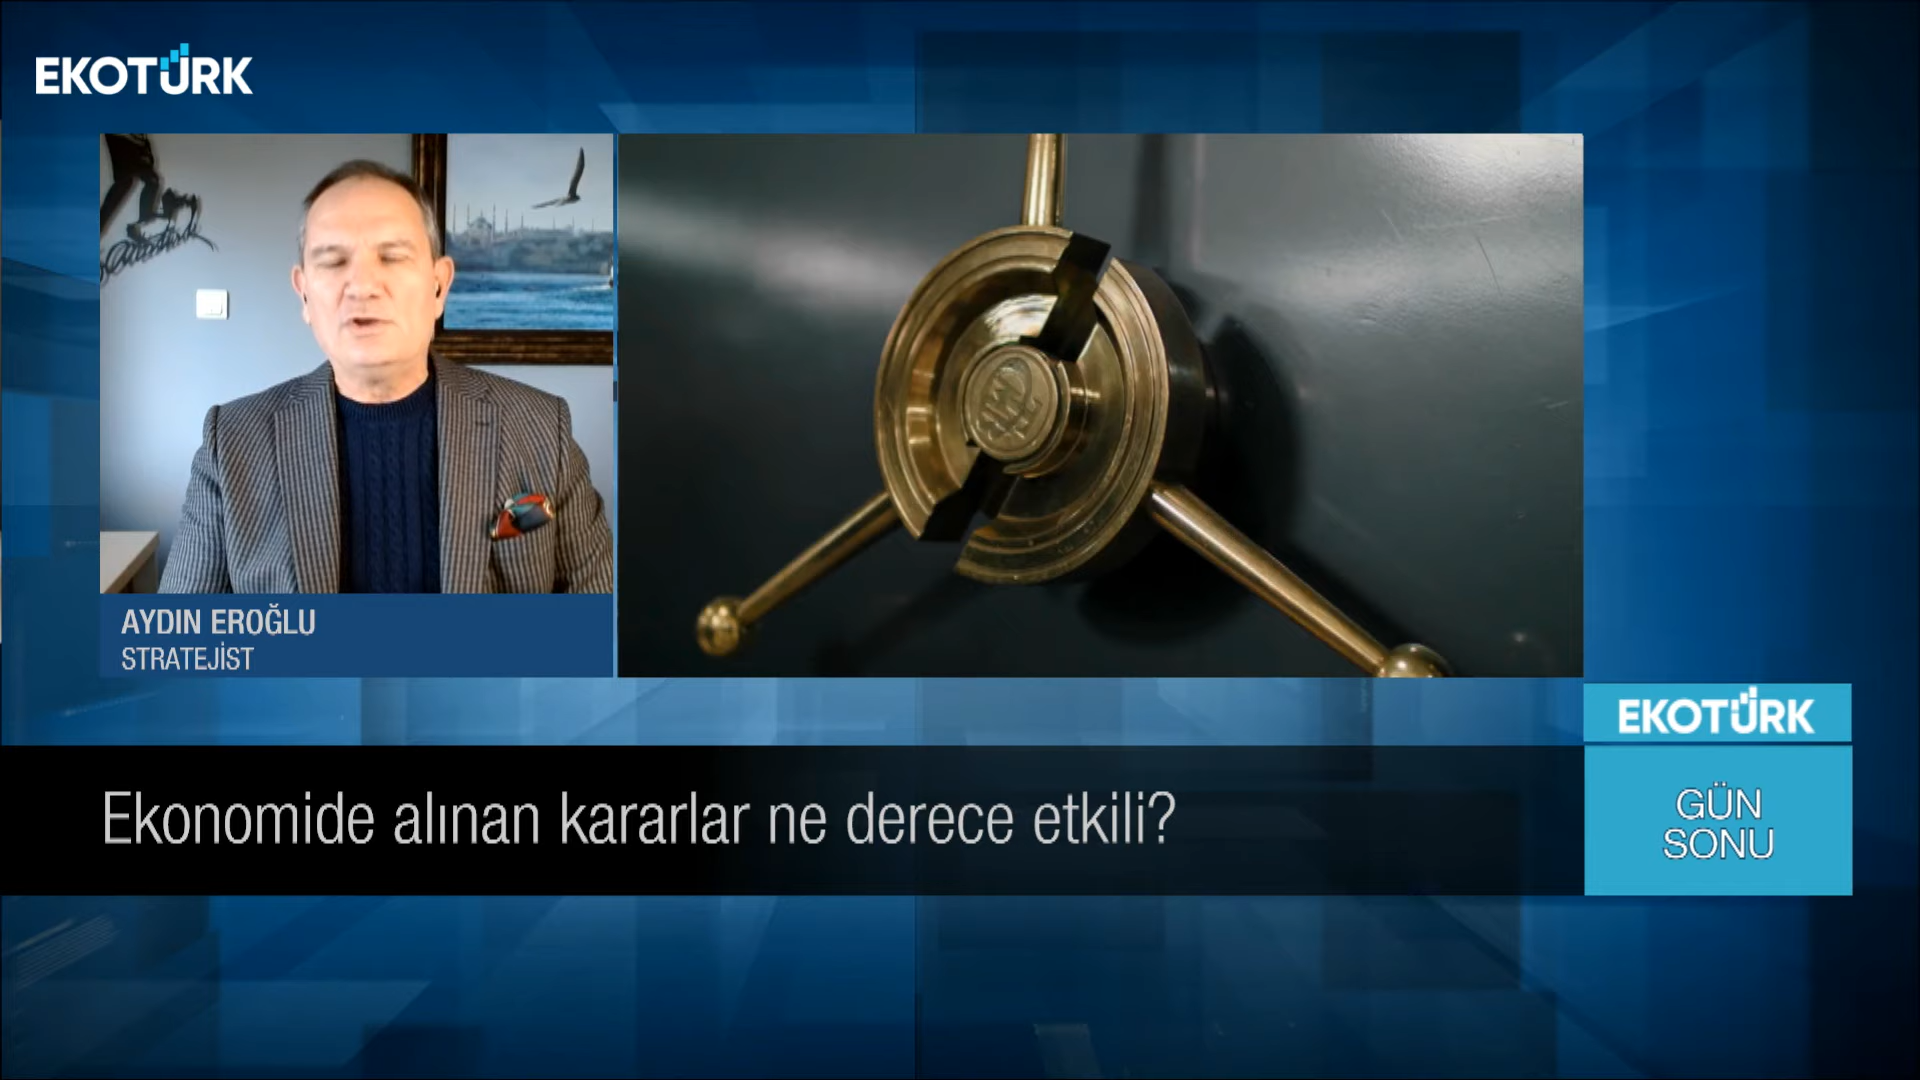 EKOTÜRK
AYDIN EROĞLU
STRATEJİST
EKOTÜRK
Ekonomide alınan kararlar ne derece etkili?
GÜN
SONU